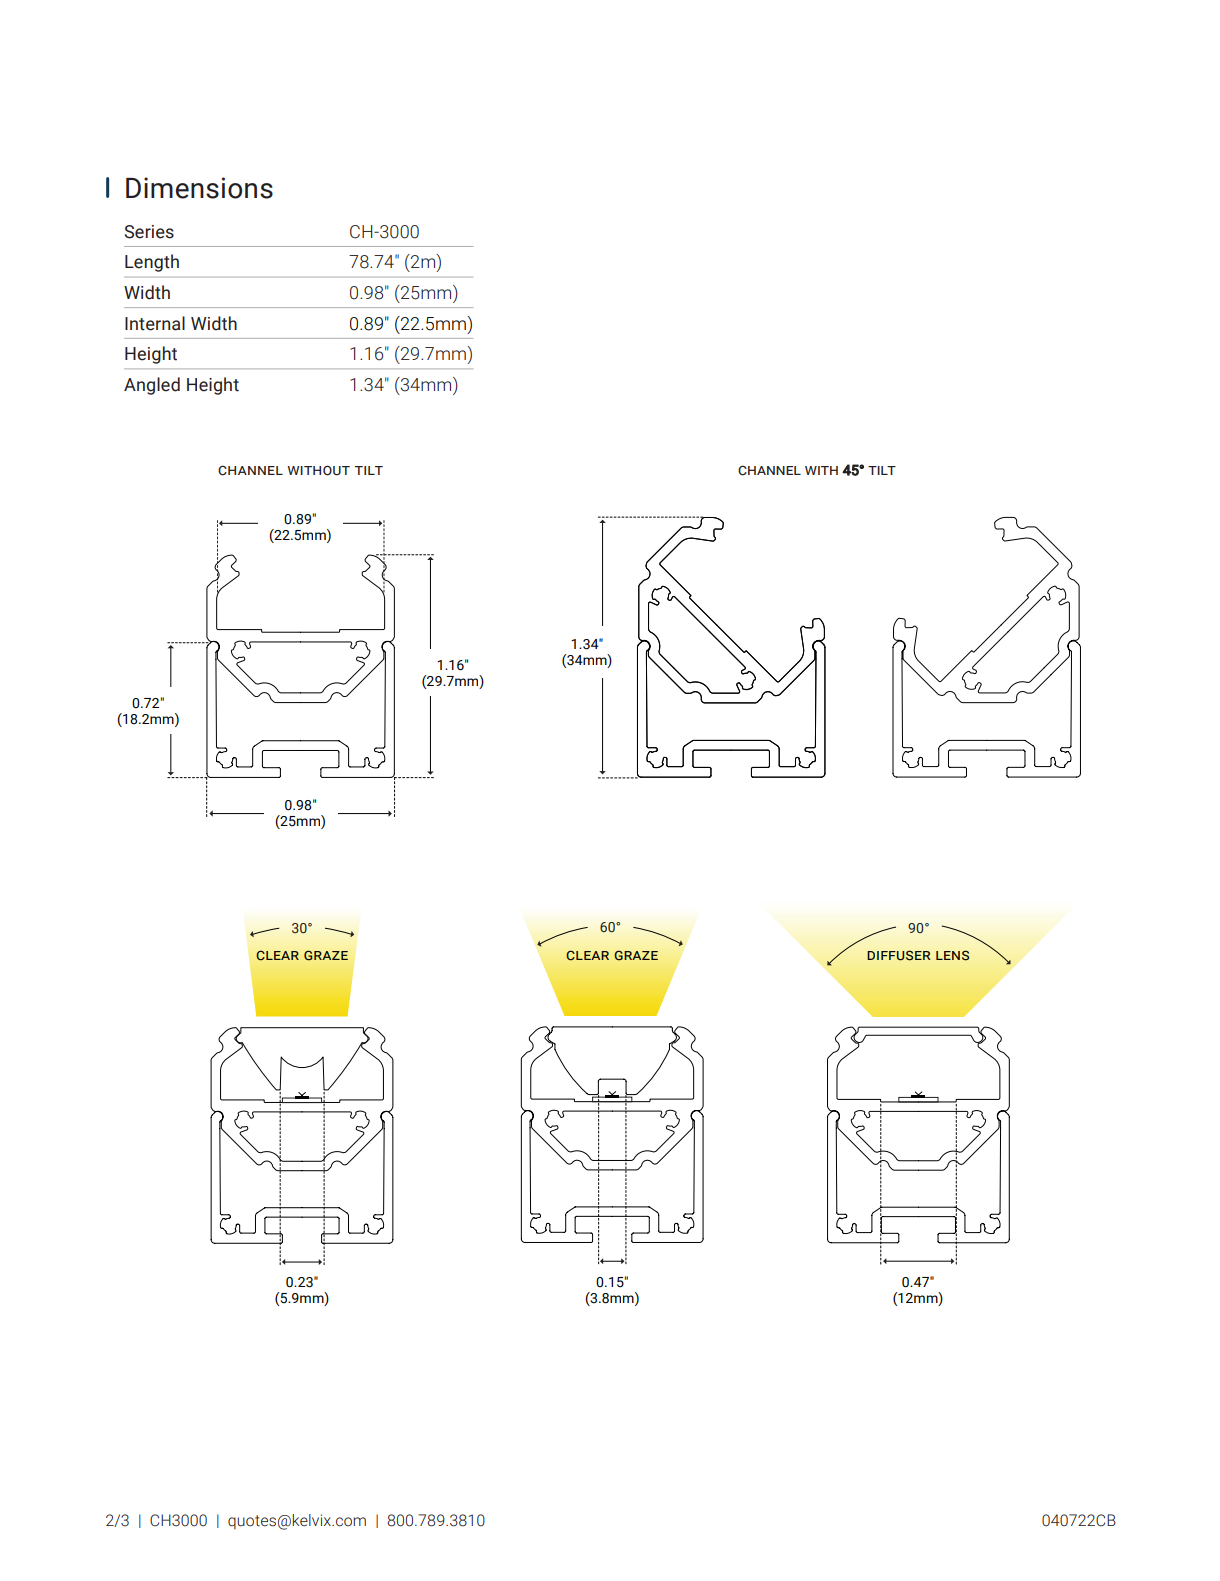 Dimensions
Series CH-3000
Length 78.74" (2m)
Width 0.98" (25mm)
Internal Width 0.89" (22.5mm)
Height 1.16" (29.7mm)
Angled Height 1.34" (34mm)
CHANNEL WITHOUT TILT
CHANNEL WITH 45° TILT
0.89"
(22.5mm)
1.16"
(29.7mm)
0.72"
(18.2mm)
0.98"
(25mm)
1.34"
(34mm)
30°
CLEAR GRAZE
60°
CLEAR GRAZE
90°
DIFFUSER LENS
0.23"
(5.9mm)
0.15"
(3.8mm)
0.47"
(12mm)
2/3 | CH3000 | quotes@kelvix.com | 800.789.3810
040722CB